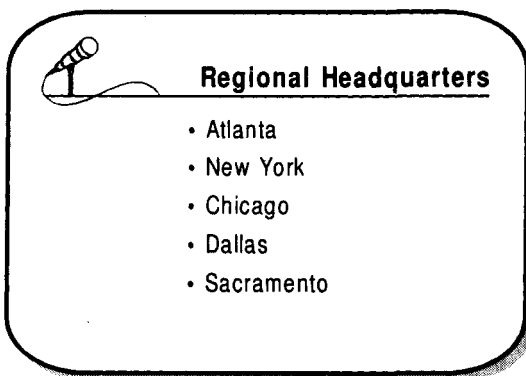 Regional Headquarters
• Atlanta
• New York
• Chicago
• Dallas
• Sacramento